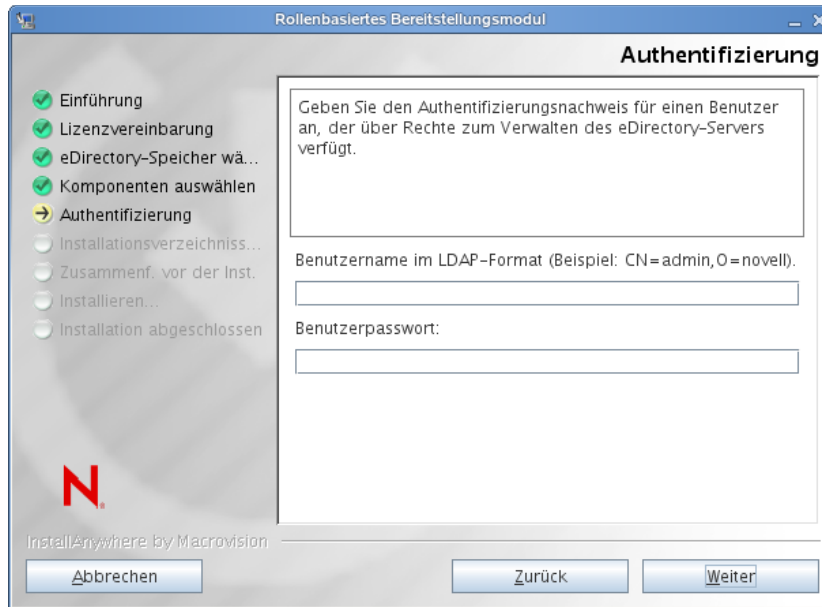 Rollenbasiertes Bereitstellungsmodul
Authentifizierung
Einführung
Lizenzvereinbarung
eDirectory-Speicher wä...
Komponenten auswählen
Authentifizierung
Installationsverzeichniss...
Zusammenf. vor der Inst.
Installieren...
Installation abgeschlossen
Geben Sie den Authentifizierungsnachweis für einen Benutzer
an, der über Rechte zum Verwalten des eDirectory-Servers
verfügt.
Benutzername im LDAP-Format (Beispiel: CN=admin,O=novell).
Benutzerpasswort:
N
InstallAnywhere by Macrovision
Abbrechen
Zurück
Weiter